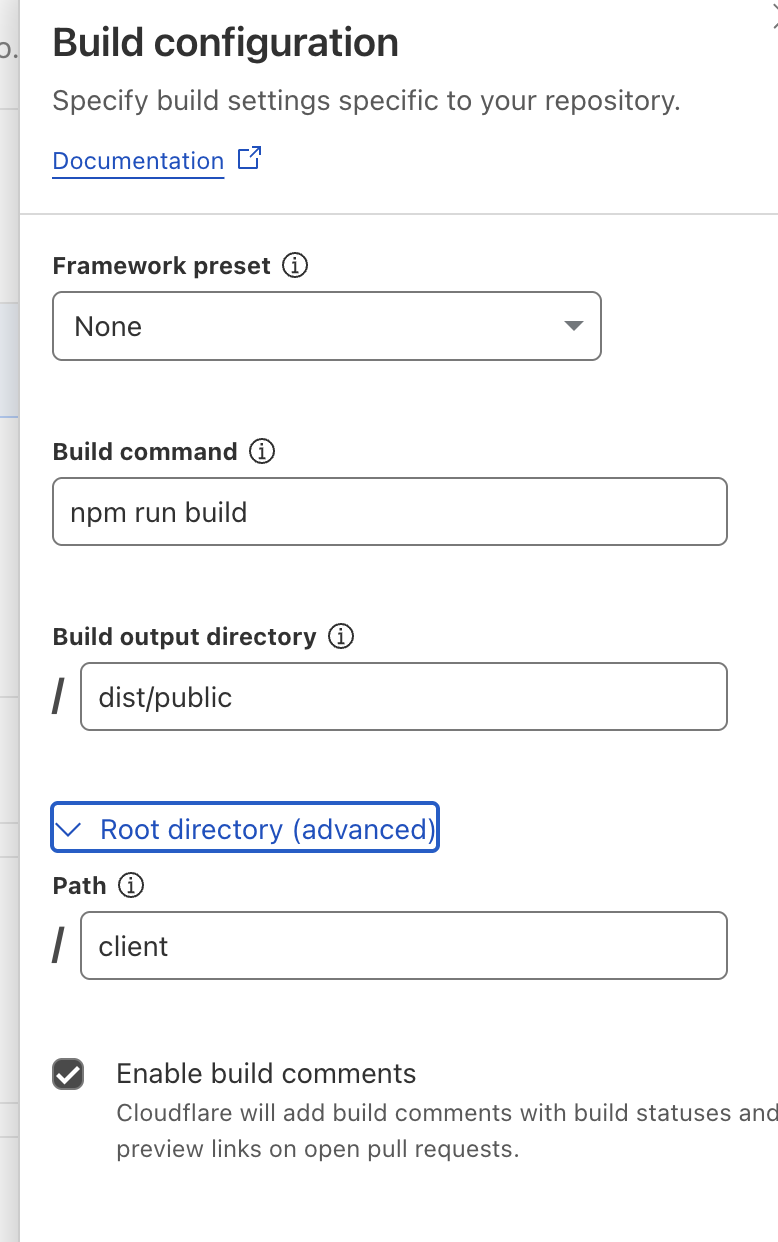 o.
Build configuration
Specify build settings specific to your repository.
Documentation
Framework preset
None
Build command
npm run build
Build output directory
/ dist/public
Root directory (advanced)
Path
/ client
Enable build comments
Cloudflare will add build comments with build statuses and
preview links on open pull requests.